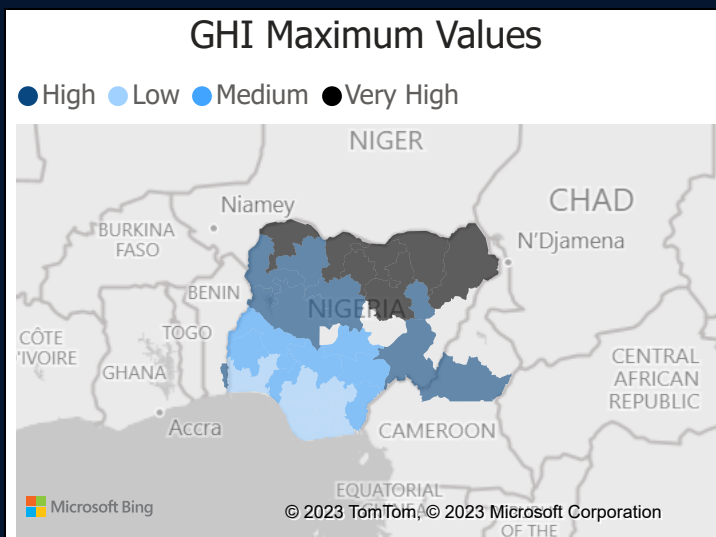 GHI Maximum Values
High Low Medium Very High
NIGER
CHAD
Niamey
N'Djamena
BURKINA
FASO
BENIN
NIGERIA
TOGO
CÔTE
'IVOIRE
GHANA
CENTRAL
AFRICAN
REPUBLIC
Accra
CAMEROON
EQUATORIAL
Microsoft Bing
© 2023 TomTom, © 2023 Microsoft Corporation
OF THE